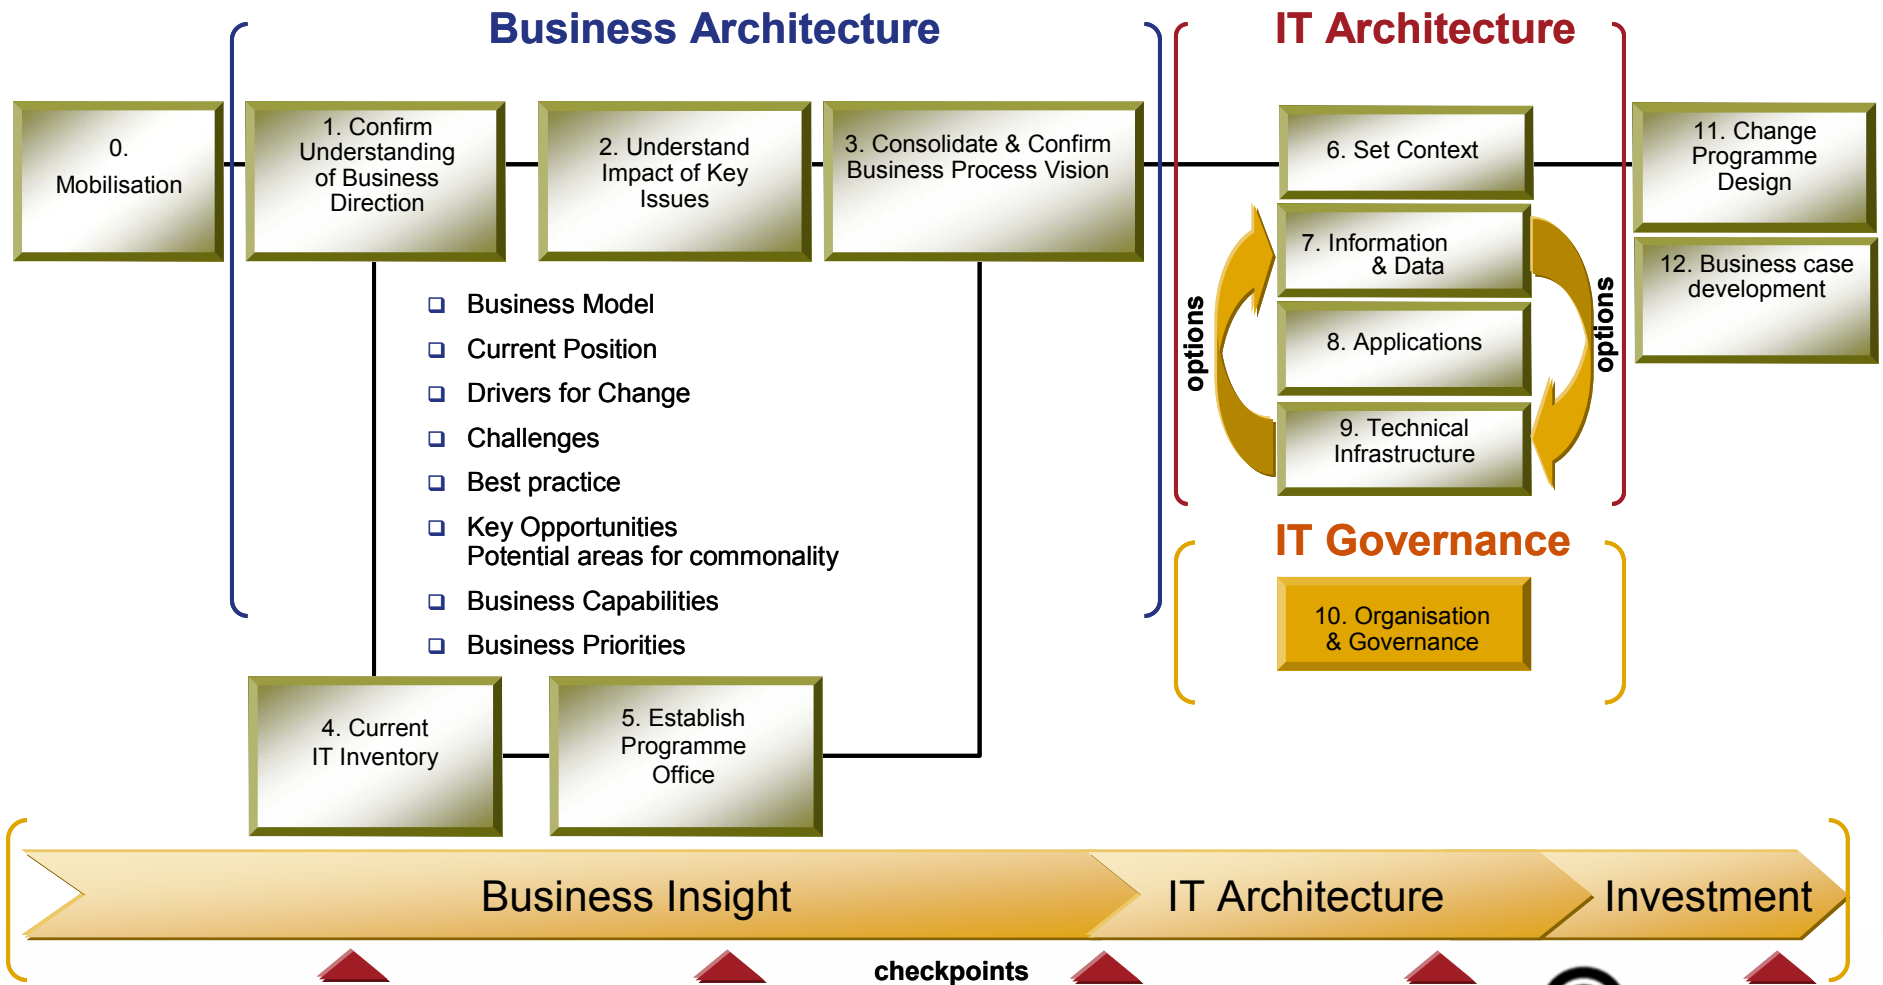 Business Architecture
IT Architecture
0.
Mobilisation
1. Confirm
Understanding
of Business
Direction
2. Understand
Impact of Key
Issues
3. Consolidate & Confirm
Business Process Vision
6. Set Context
11. Change
Programme
Design
7. Information
& Data
12. Business case
development
options
options
8. Applications
9. Technical
Infrastructure
Business Model
Current Position
Drivers for Change
Challenges
Best practice
Key Opportunities
Potential areas for commonality
Business Capabilities
Business Priorities
IT Governance
10. Organisation
& Governance
4. Current
IT Inventory
5. Establish
Programme
Office
Business Insight
IT Architecture
Investment
checkpoints